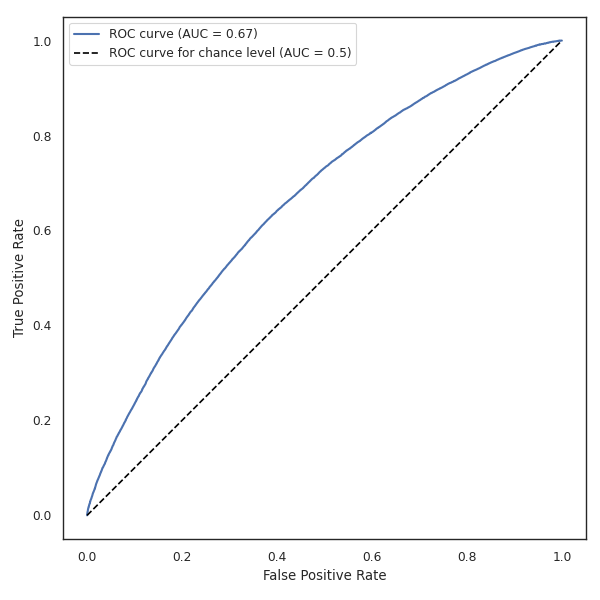 ROC curve (AUC = 0.67)
ROC curve for chance level (AUC = 0.5)
1.0
0.8
0.6
0.4
0.2
0.0
True Positive Rate
0.0 0.2 0.4 0.6 0.8 1.0
False Positive Rate